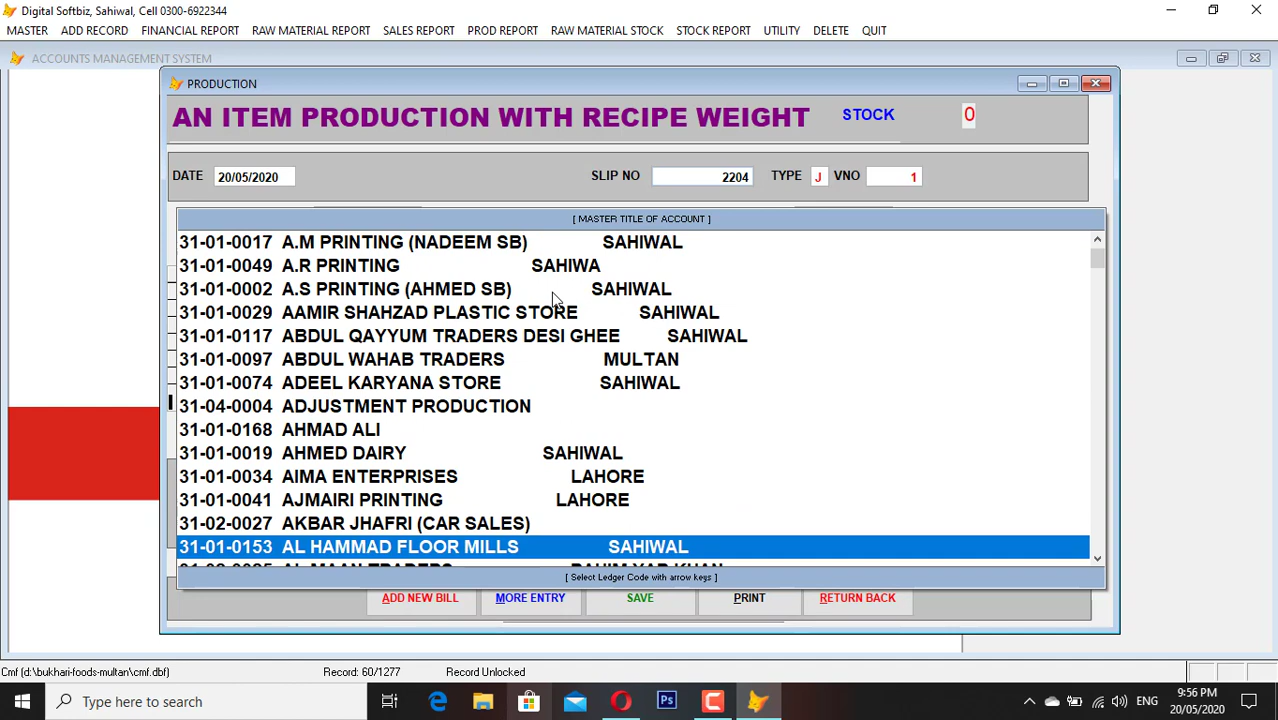 Digital Softbiz, Sahiwal, Cell 0300-6922344
MASTER ADD RECORD FINANCIAL REPORT RAW MATERIAL REPORT SALES REPORT PROD REPORT RAW MATERIAL STOCK STOCK REPORT UTILITY DELETE QUIT
ACCOUNTS MANAGEMENT SYSTEM
PRODUCTION
AN ITEM PRODUCTION WITH RECIPE WEIGHT STOCK 0
DATE 20/05/2020 SLIP NO 2204 TYPE J VNO 1
[ MASTER TITLE OF ACCOUNT ]
31-01-0017 A.M PRINTING (NADEEM SB) SAHIWAL
31-01-0049 A.R PRINTING SAHIWA
31-01-0002 A.S PRINTING (AHMED SB) SAHIWAL
31-01-0029 AAMIR SHAHZAD PLASTIC STORE SAHIWAL
31-01-0117 ABDUL QAYYUM TRADERS DESI GHEE SAHIWAL
31-01-0097 ABDUL WAHAB TRADERS MULTAN
31-01-0074 ADEEL KARYANA STORE SAHIWAL
31-04-0004 ADJUSTMENT PRODUCTION
31-01-0168 AHMAD ALI
31-01-0019 AHMED DAIRY SAHIWAL
31-01-0034 AIMA ENTERPRISES LAHORE
31-01-0041 AJMAIRI PRINTING LAHORE
31-02-0027 AKBAR JHAFRI (CAR SALES)
31-01-0153 AL HAMMAD FLOOR MILLS SAHIWAL
[Select Ledger Code with arrow keys ]
ADD NEW BILL MORE ENTRY SAVE PRINT RETURN BACK
Cmf (d:\bukhari-foods-multan\cmf.dbf) Record: 60/1277 Record Unlocked
Type here to search
ENG
9:56 PM
20/05/2020